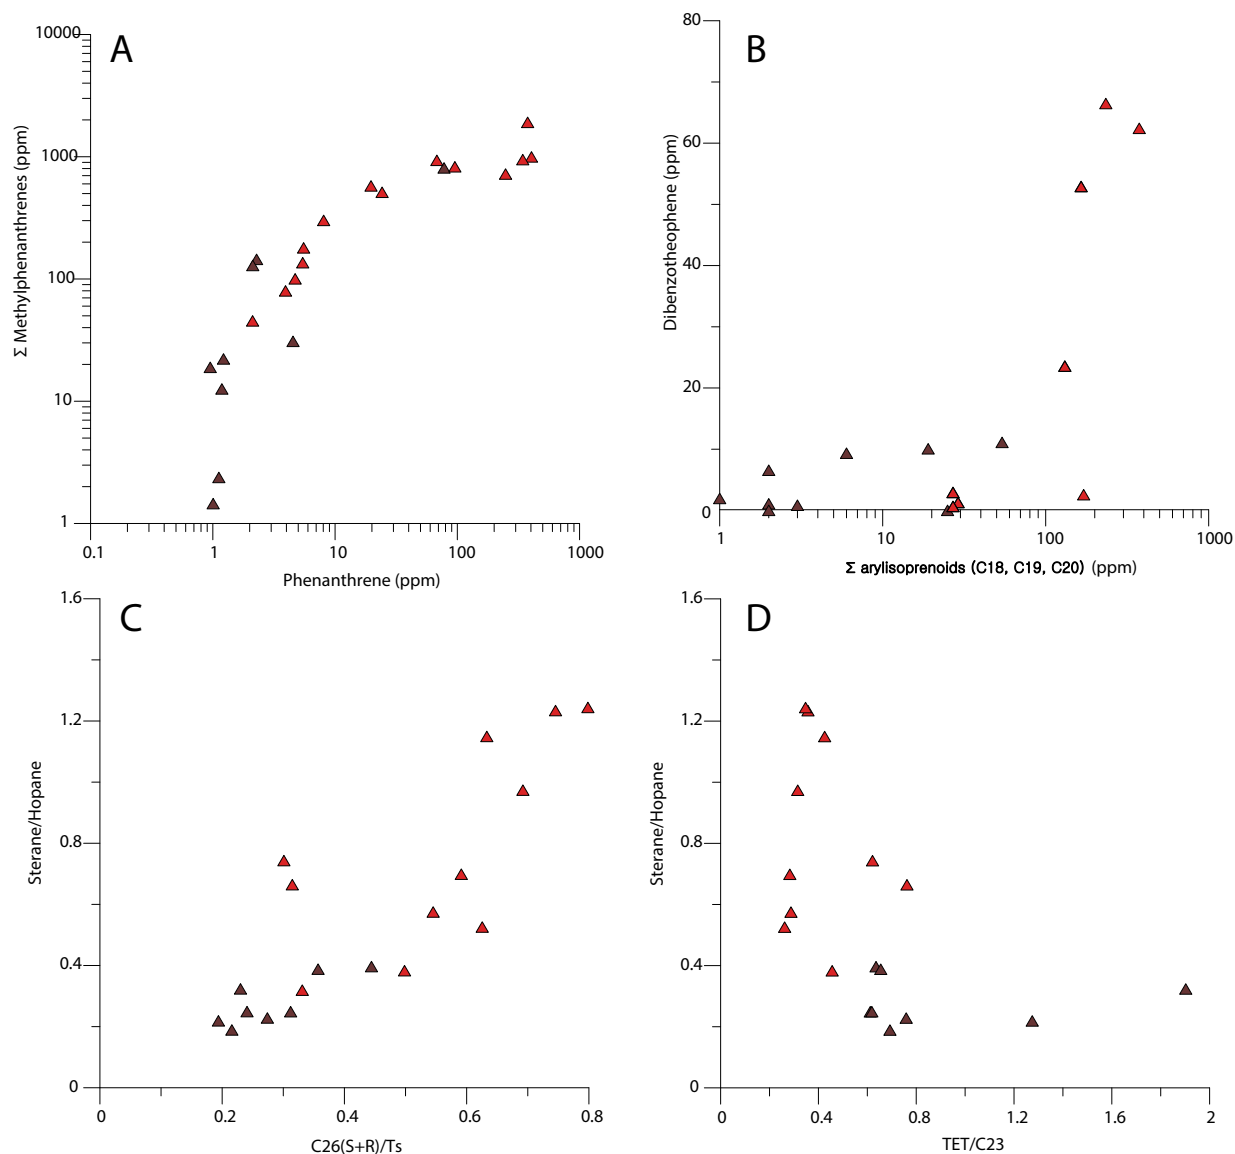 A
10000
1000
100
10
1
Σ Methylphenanthrenes (ppm)
0.1 1 10 100 1000
Phenanthrene (ppm)
B
80
60
40
20
0
Dibenzotheophene (ppm)
1 10 100 1000
Σ arylisoprenoids (C18, C19, C20) (ppm)
C
1.6
1.2
0.8
0.4
0
Sterane/Hopane
0 0.2 0.4 0.6 0.8
C26(S+R)/Ts
D
1.6
1.2
0.8
0.4
0
Sterane/Hopane
0 0.4 0.8 1.2 1.6 2
TET/C23